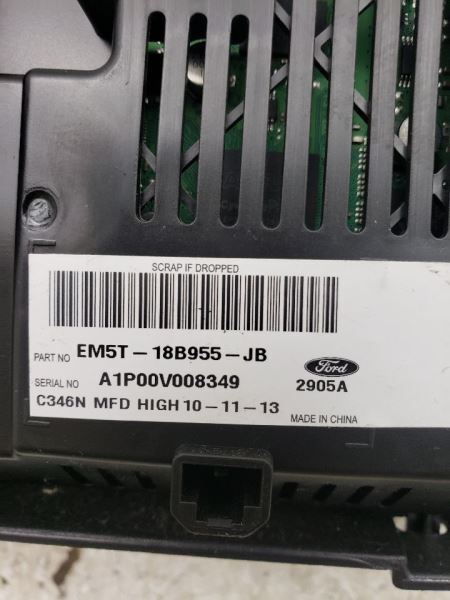 SCRAP IF DROPPED
PART NO EM5T-18B955-JB
Ford
SERIAL NO A1P00V008349 2905A
C346N MFD HIGH 10-11-13 MADE IN CHINA